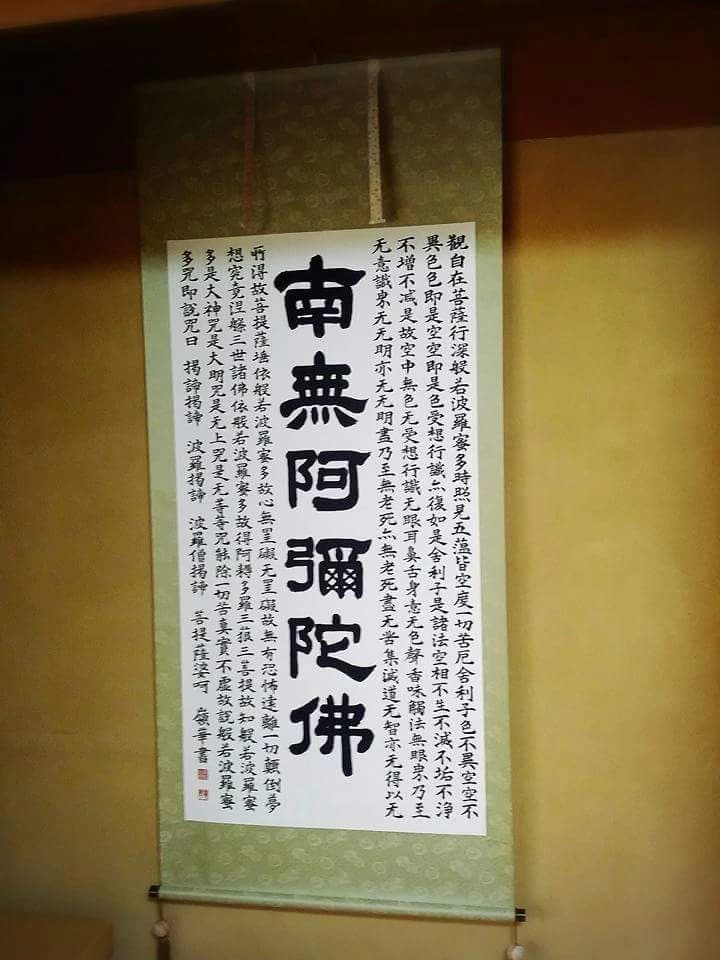 觀自在菩薩行深般若波羅蜜多時照見五蘊皆空度一切苦厄舍利子色不異空空不
異色色即是空空即是色受想行識亦復如是舍利子是諸法空相不生不滅不垢不淨
不增不減是故空中無色无受想行識无眼耳鼻舌身意无色聲香味觸法無眼界乃至
无意識界无无明亦无无明盡乃至無老死亦無老死盡无苦集滅道无智亦无得以无
南無阿彌陀佛
所得故菩提薩埵依般若波羅蜜多故心無罣礙无罣礙故無有恐怖遠離一切顛倒夢
想究竟涅槃三世諸佛依般若波羅蜜多故得阿耨多羅三藐三菩提故知般若波羅蜜
多是大神咒是大明咒是无上咒是无等等咒能除一切苦真實不虛故說般若波羅蜜
多咒即說咒曰 揭諦揭諦 波羅揭諦 波羅僧揭諦 菩提薩婆呵 嶺華書